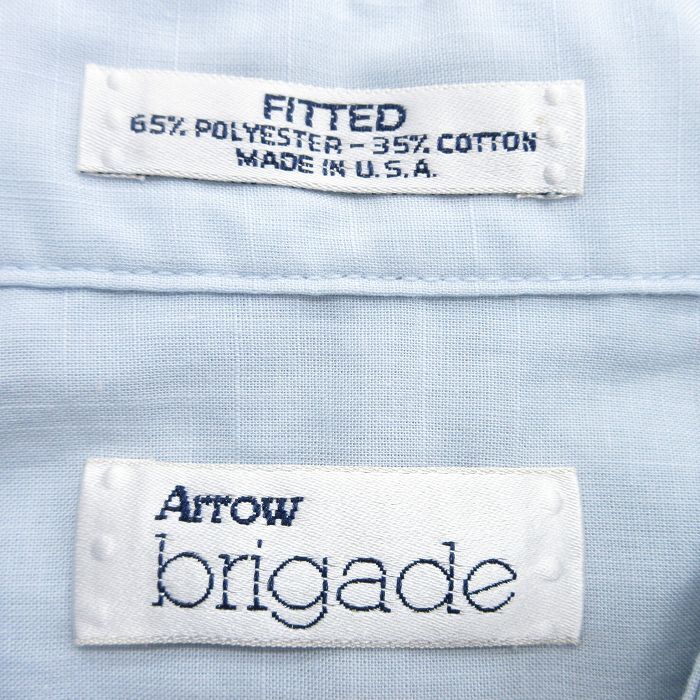 FITTED
65% POLYESTER - 35% COTTON
MADE IN U.S.A.
Arrow
brigade